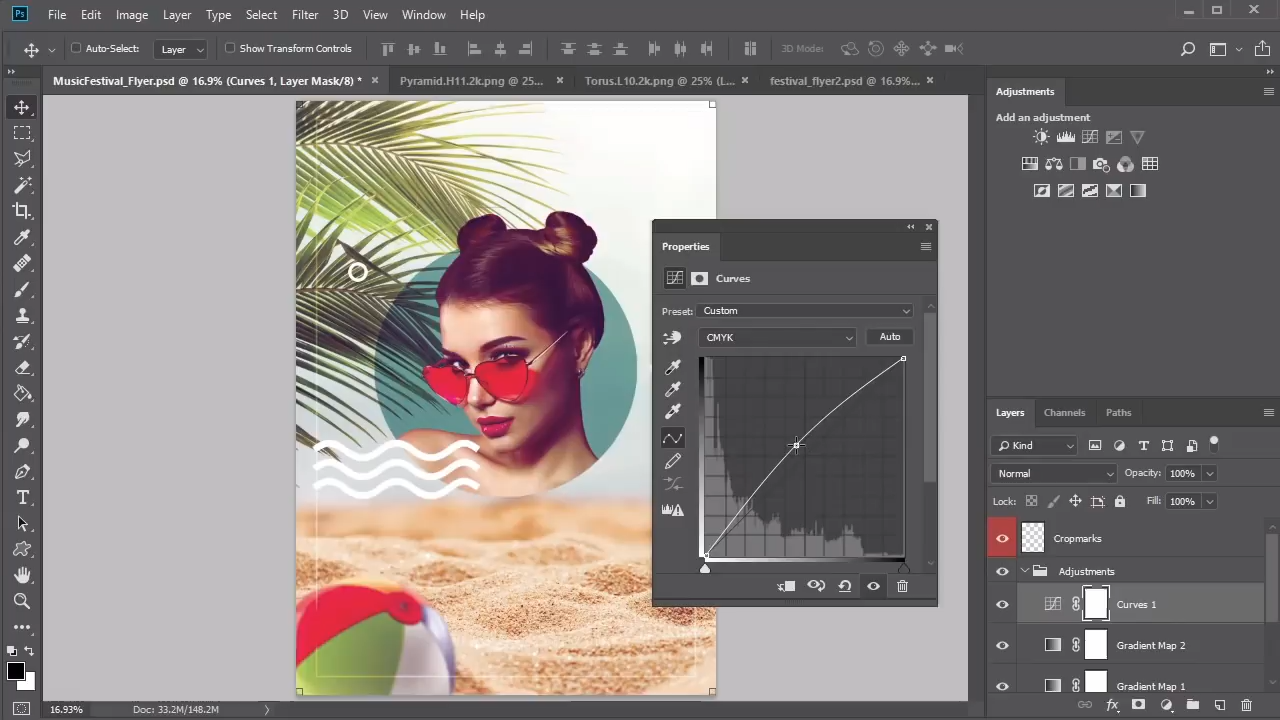 Ps File Edit Image Layer Type Select Filter 3D View Window Help
Auto-Select: Layer Show Transform Controls 3D Mode:
MusicFestival_Flyer.psd @ 16.9% (Curves 1, Layer Mask/8) * Pyramid.H11.2k.png @ 25... Torus.L10.2k.png @ 25% (L... festival_flyer2.psd @ 16.9%...
Adjustments
Add an adjustment
Properties
Curves
Preset: Custom
CMYK Auto
Layers Channels Paths
Kind
Normal Opacity: 100%
Lock: Fill: 100%
Cropmarks
Adjustments
Curves 1
Gradient Map 2
Gradient Map 1
16.93% Doc: 33.2M/148.2M